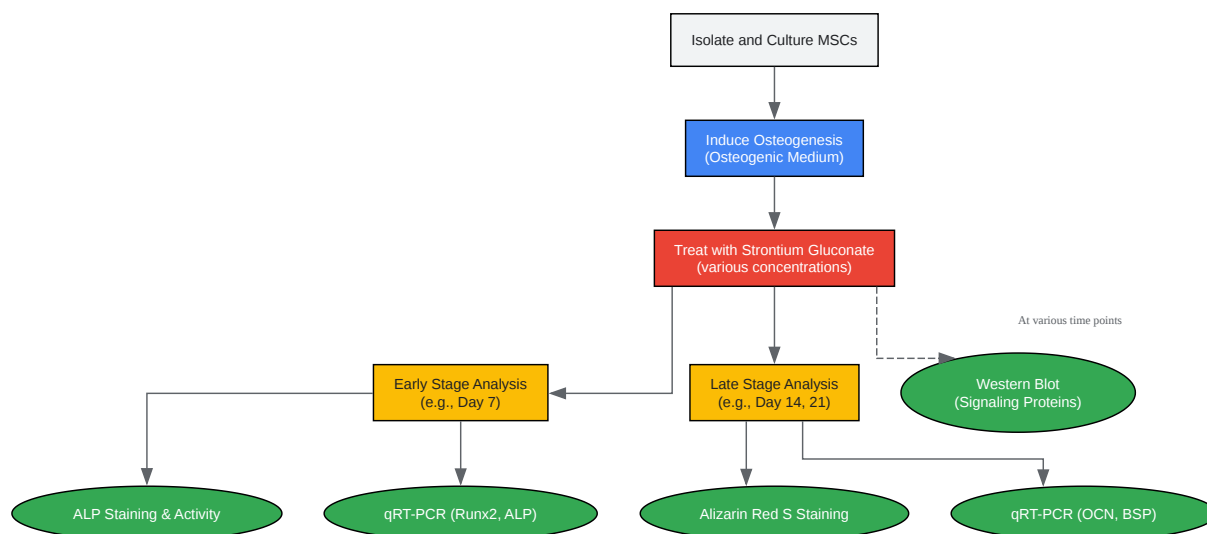 Isolate and Culture MSCs
Induce Osteogenesis
(Osteogenic Medium)
Treat with Strontium Gluconate
(various concentrations)
At various time points
Early Stage Analysis
(e.g., Day 7)
Late Stage Analysis
(e.g., Day 14, 21)
Western Blot
(Signaling Proteins)
ALP Staining & Activity
qRT-PCR (Runx2, ALP)
Alizarin Red S Staining
qRT-PCR (OCN, BSP)